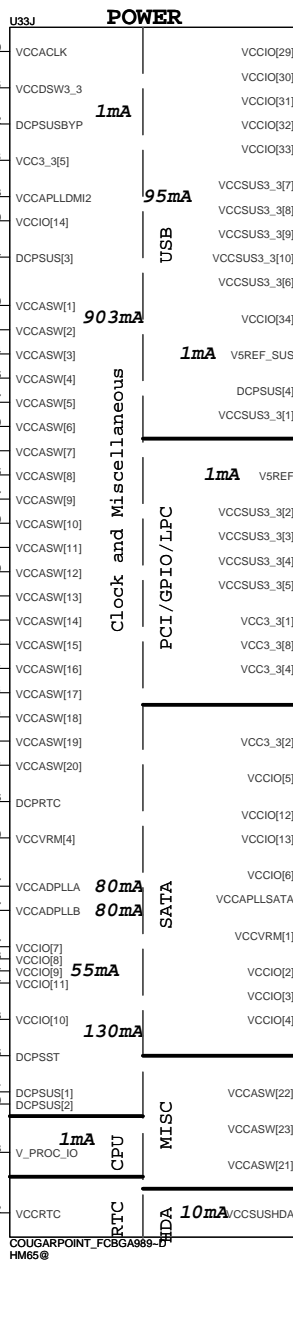 U33J
POWER
VCCACLK
VCCDSW3_3
1mA
DCPSUSBYP
VCC3_3[5]
VCCAPLLDMI2
95mA
VCCIO[14]
DCPSUS[3]
VCCASW[1]
903mA
VCCASW[2]
VCCASW[3]
VCCASW[4]
VCCASW[5]
VCCASW[6]
VCCASW[7]
VCCASW[8]
VCCASW[9]
VCCASW[10]
VCCASW[11]
VCCASW[12]
VCCASW[13]
VCCASW[14]
VCCASW[15]
VCCASW[16]
VCCASW[17]
VCCASW[18]
VCCASW[19]
VCCASW[20]
DCPRTC
VCCVRM[4]
VCCADPLLA 80mA
VCCADPLLB 80mA
VCCIO[7]
VCCIO[8]
VCCIO[9] 55mA
VCCIO[11]
VCCIO[10]
130mA
DCPSST
DCPSUS[1]
DCPSUS[2]
1mA
V_PROC_IO
VCCRTC
Clock and Miscellaneous
CPU
RTC
USB
PCI/GPIO/LPC
SATA
MISC
HDA
VCCIO[29]
VCCIO[30]
VCCIO[31]
VCCIO[32]
VCCIO[33]
VCCSUS3_3[7]
VCCSUS3_3[8]
VCCSUS3_3[9]
VCCSUS3_3[10]
VCCSUS3_3[6]
VCCIO[34]
1mA V5REF_SUS
DCPSUS[4]
VCCSUS3_3[1]
1mA V5REF
VCCSUS3_3[2]
VCCSUS3_3[3]
VCCSUS3_3[4]
VCCSUS3_3[5]
VCC3_3[1]
VCC3_3[8]
VCC3_3[4]
VCC3_3[2]
VCCIO[5]
VCCIO[12]
VCCIO[13]
VCCIO[6]
VCCAPLLSATA
VCCVRM[1]
VCCIO[2]
VCCIO[3]
VCCIO[4]
VCCASW[22]
VCCASW[23]
VCCASW[21]
10mA VCCSUSHDA
COUGARPOINT_FCBGA989~D
HM65@